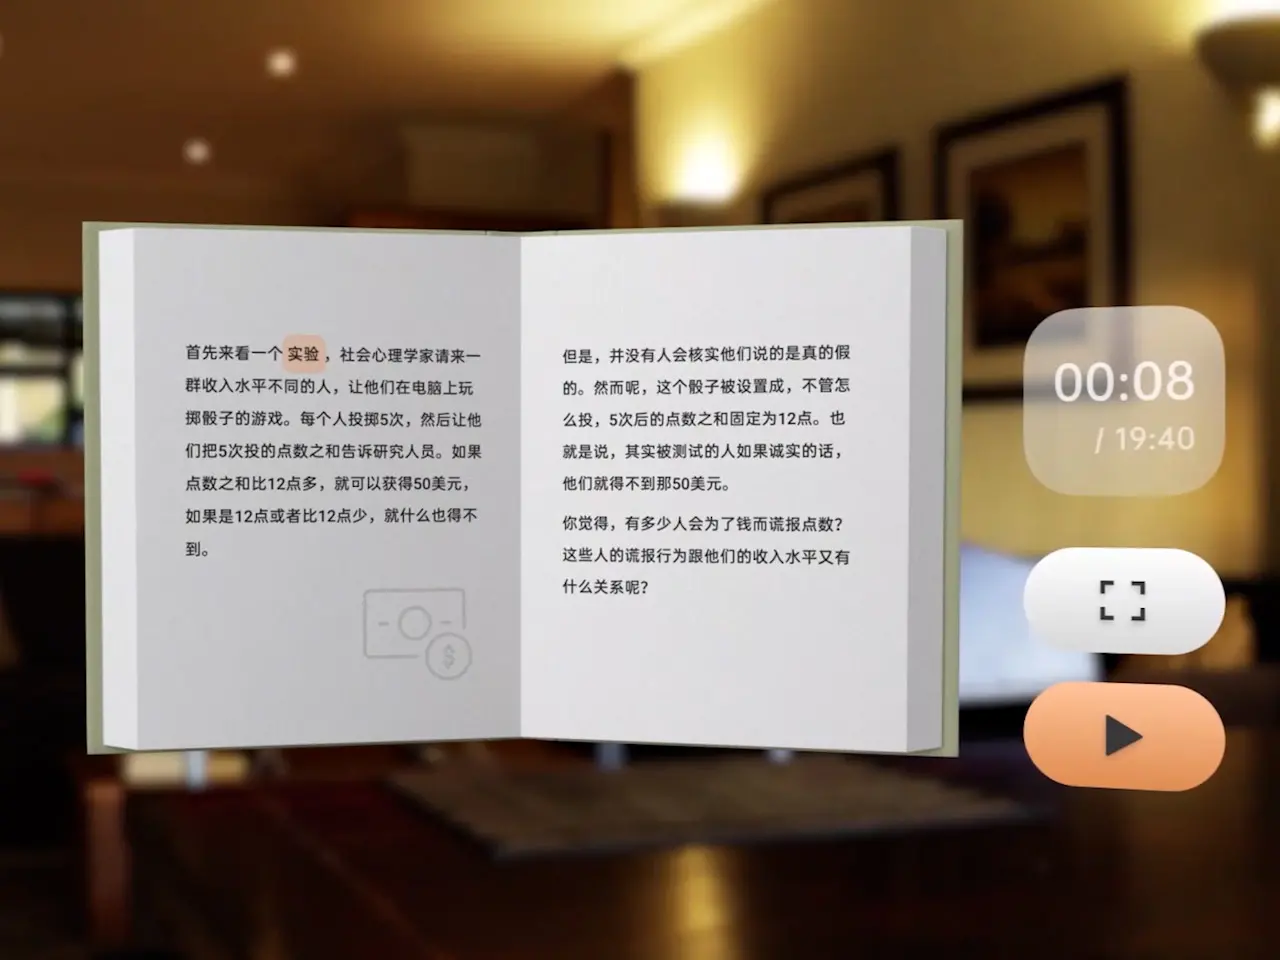 首先来看一个 实验 ，社会心理学家请来一
群收入水平不同的人，让他们在电脑上玩
掷骰子的游戏。每个人投掷5次，然后让他
们把5次投的点数之和告诉研究人员。如果
点数之和比12点多，就可以获得50美元，
如果是12点或者比12点少，就什么也得不
到。
$
但是，并没有人会核实他们说的是真的假
的。然而呢，这个骰子被设置成，不管怎
么投，5次后的点数之和固定为12点。也
就是说，其实被测试的人如果诚实的话，
他们就得不到那50美元。
你觉得，有多少人会为了钱而谎报点数？
这些人的谎报行为跟他们的收入水平又有
什么关系呢？
00:08
/ 19:40